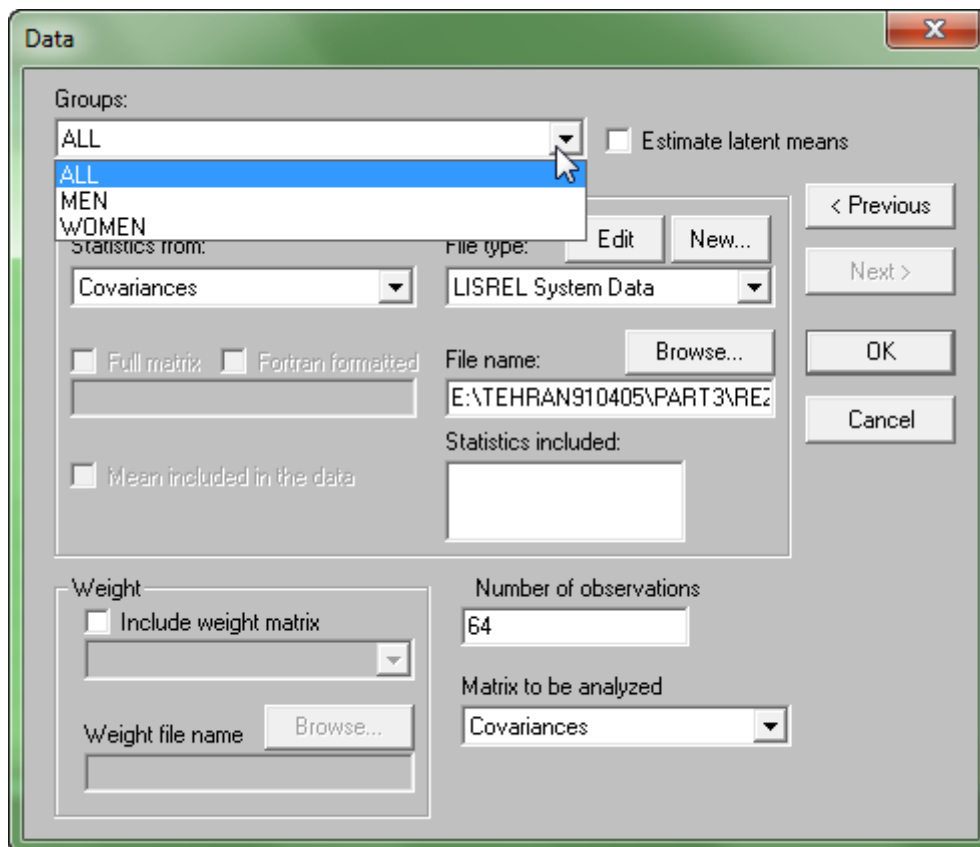 Data
Groups:
ALL
Estimate latent means
ALL
MEN
WOMEN
< Previous
Statistics from:
File type:
Edit
New...
Next >
Covariances
LISREL System Data
Full matrix
Fortran formatted
File name:
Browse...
OK
E:\TEHRAN910405\PART3\REZ
Cancel
Statistics included:
Mean included in the data
Weight
Include weight matrix
Number of observations
64
Matrix to be analyzed
Covariances
Weight file name
Browse...